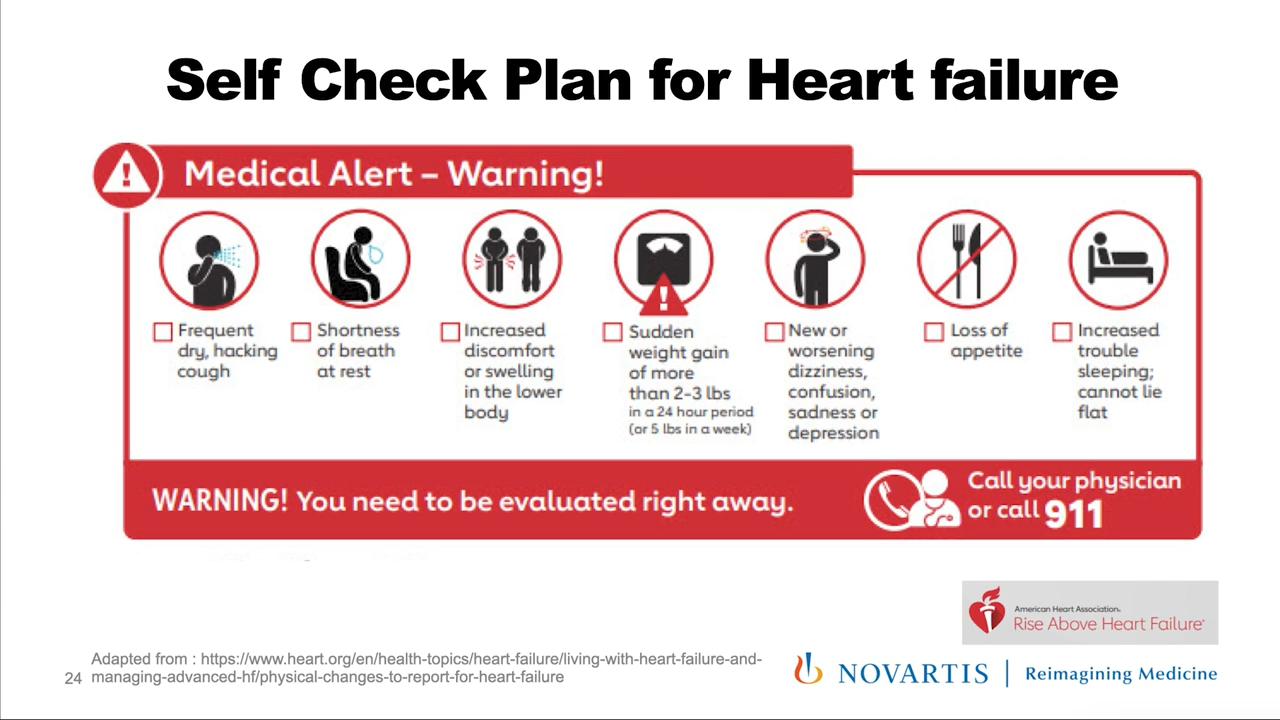 Self Check Plan for Heart failure
Medical Alert – Warning!
Frequent
dry, hacking
cough
Shortness
of breath
at rest
Increased
discomfort
or swelling
in the lower
body
Sudden
weight gain
of more
than 2-3 lbs
in a 24 hour period
(or 5 lbs in a week)
New or
worsening
dizziness,
confusion,
sadness or
depression
Loss of
appetite
Increased
trouble
sleeping;
cannot lie
flat
WARNING! You need to be evaluated right away.
Call your physician
or call 911
American Heart Association®
Rise Above Heart Failure®
Adapted from : https://www.heart.org/en/health-topics/heart-failure/living-with-heart-failure-and-
managing-advanced-hf/physical-changes-to-report-for-heart-failure
24
NOVARTIS | Reimagining Medicine